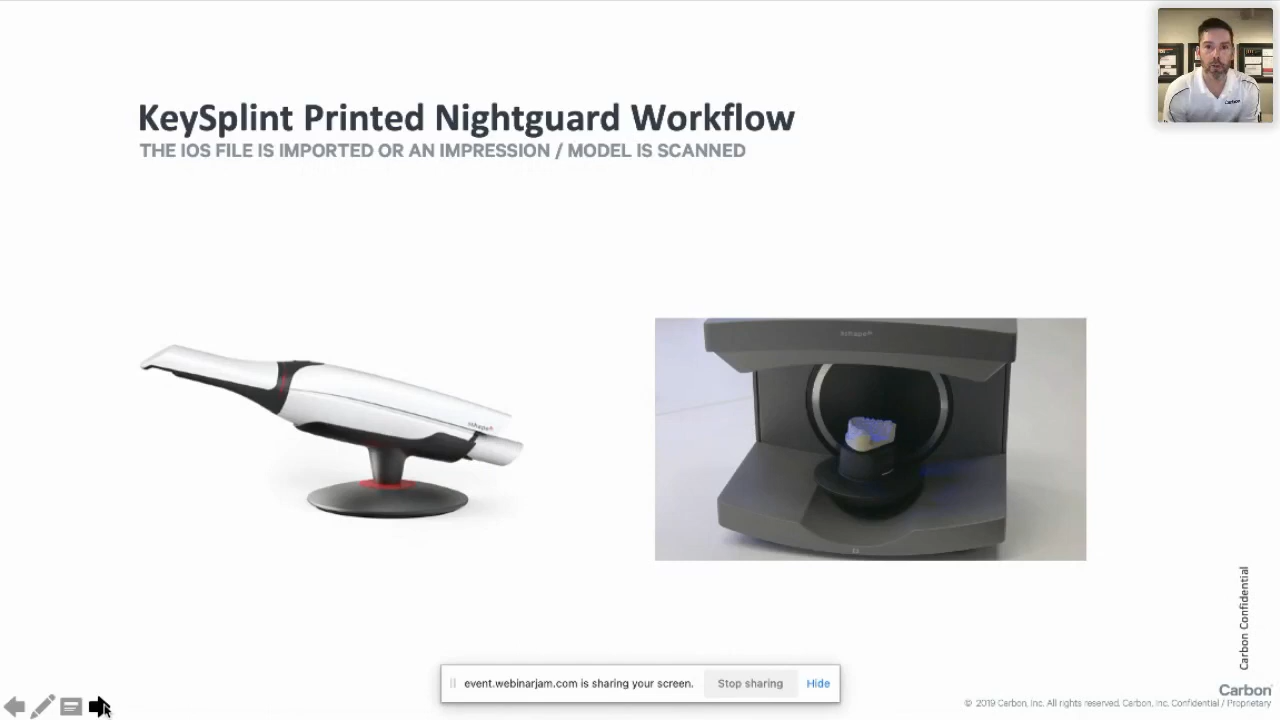 KeySplint Printed Nightguard Workflow
THE IOS FILE IS IMPORTED OR AN IMPRESSION / MODEL IS SCANNED
event.webinarjam.com is sharing your screen.
Stop sharing
Hide
Carbon Confidential
Carbon
© 2019 Carbon, Inc. All rights reserved. Carbon, Inc. Confidential / Proprietary